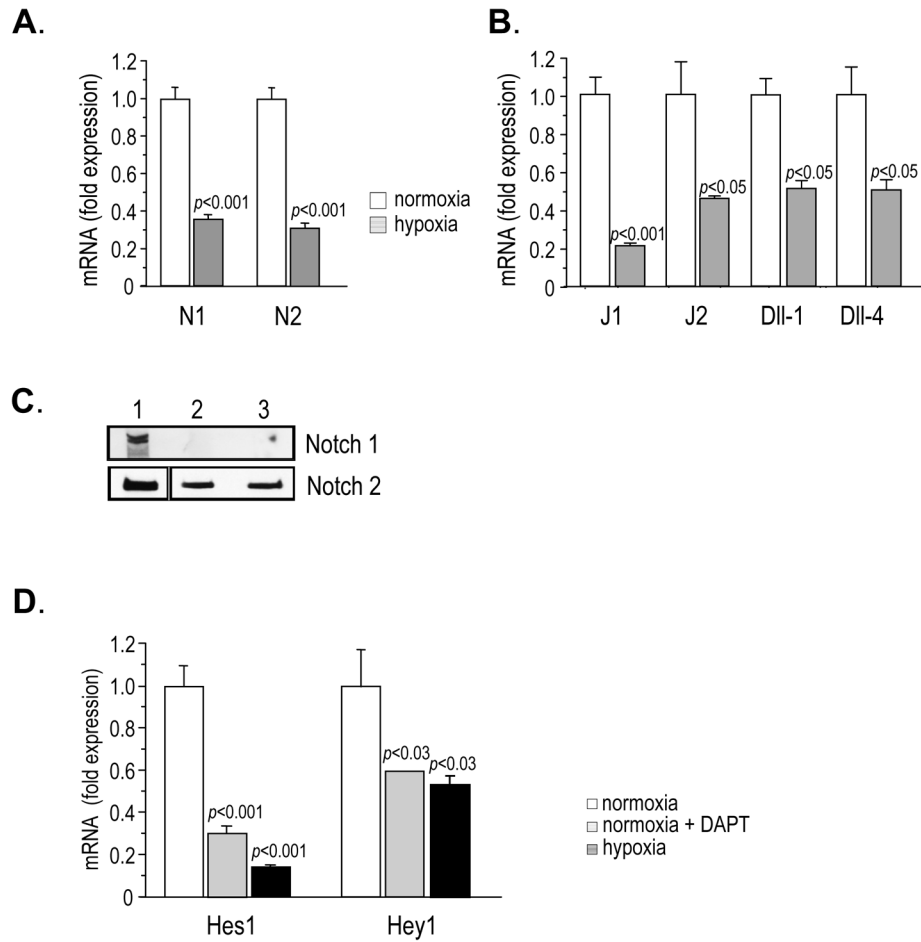 A.
mRNA (fold expression)
1.2
1.0
0.8
0.6
0.4
0.2
0
p<0.001
p<0.001
N1 N2
normoxia
hypoxia
B.
mRNA (fold expression)
1.2
1.0
0.8
0.6
0.4
0.2
0
p<0.001
p<0.05
p<0.05
p<0.05
J1 J2 Dll-1 Dll-4
C.
1 2 3
Notch 1
Notch 2
D.
mRNA (fold expression)
1.2
1.0
0.8
0.6
0.4
0.2
0
p<0.001
p<0.001
p<0.03
p<0.03
Hes1 Hey1
normoxia
normoxia + DAPT
hypoxia